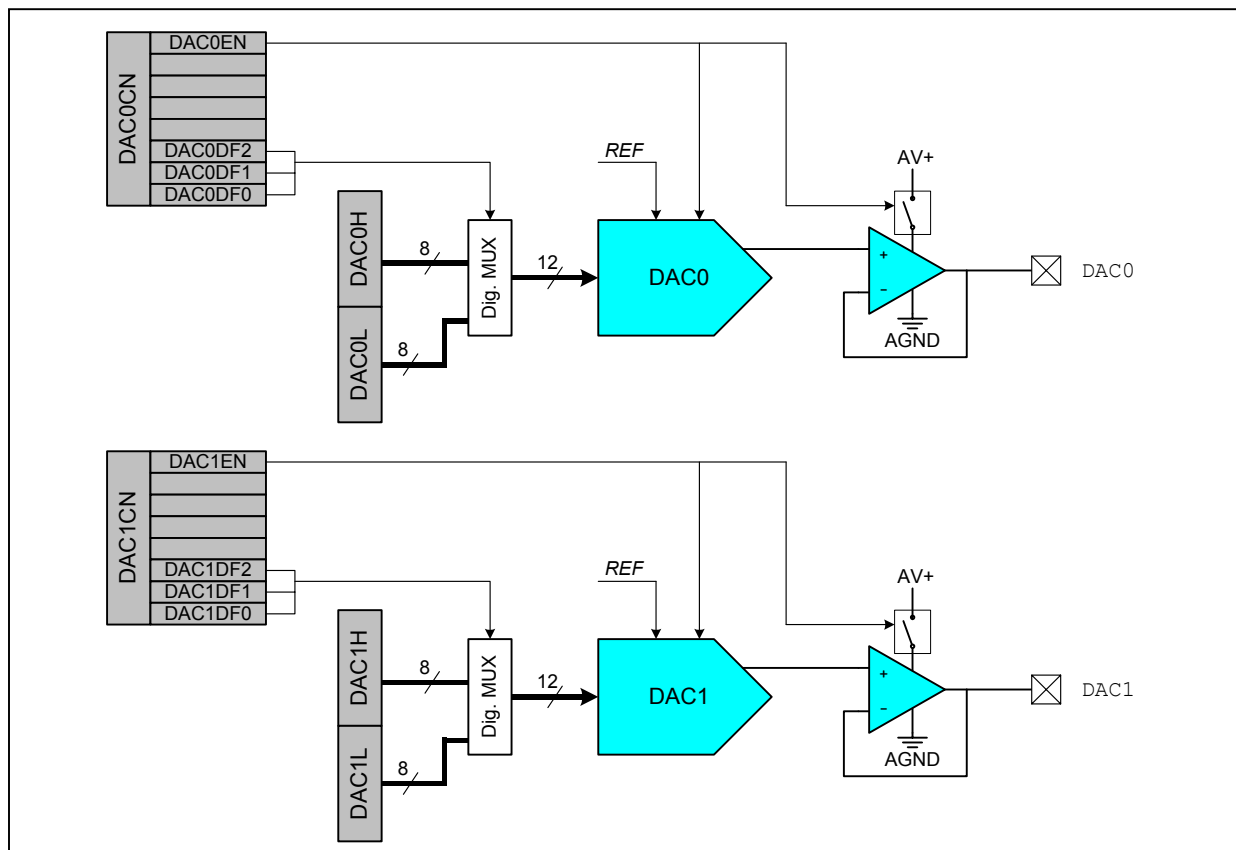 DAC0CN
DAC0EN
DAC0DF2
DAC0DF1
DAC0DF0
REF
AV+
DAC0H
8
Dig. MUX
12
DAC0
+
-
DAC0
AGND
DAC0L
8
DAC1CN
DAC1EN
DAC1DF2
DAC1DF1
DAC1DF0
REF
AV+
DAC1H
8
Dig. MUX
12
DAC1
+
-
DAC1
AGND
DAC1L
8